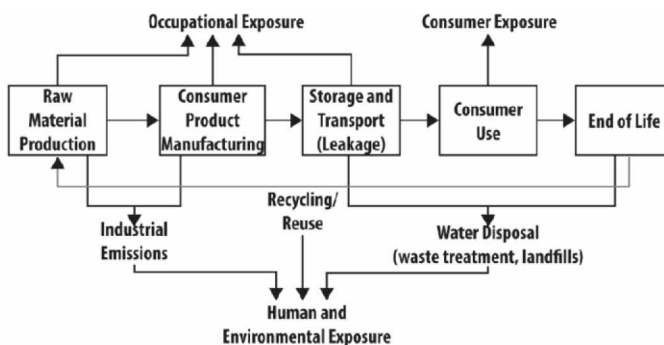 Occupational Exposure
Consumer Exposure
Raw
Material
Production
Consumer
Product
Manufacturing
Storage and
Transport
(Leakage)
Consumer
Use
End of Life
Recycling/
Reuse
Industrial
Emissions
Water Disposal
(waste treatment, landfills)
Human and
Environmental Exposure